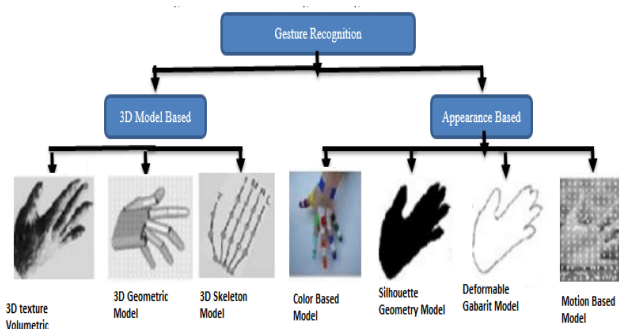 Gesture Recognition
3D Model Based
Appearance Based
3D texture
Volumetric
3D Geometric
Model
3D Skeleton Model
Color Based Model
Silhouette
Geometry Model
Deformable
Gabarit Model
Motion Based
Model